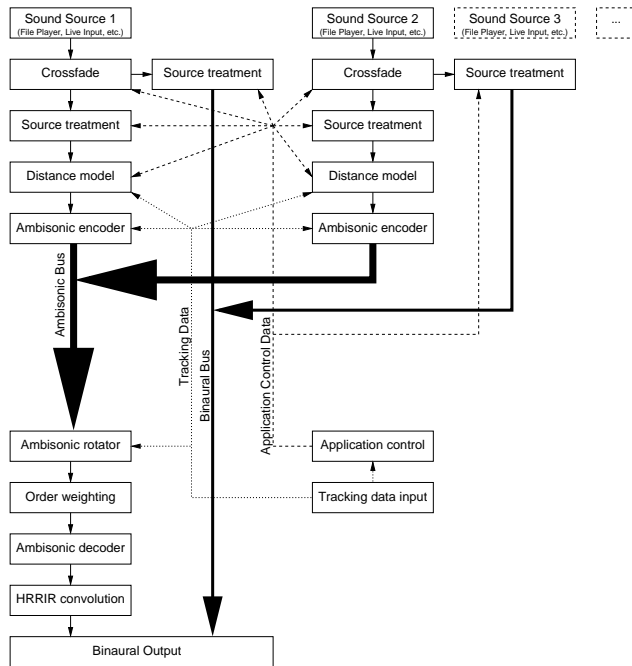 Sound Source 1
(File Player, Live Input, etc.)
Sound Source 2
(File Player, Live Input, etc.)
Sound Source 3
(File Player, Live Input, etc.)
...
Crossfade
Source treatment
Crossfade
Source treatment
Source treatment
Source treatment
Distance model
Distance model
Ambisonic encoder
Ambisonic encoder
Ambisonic Bus
Tracking Data
Binaural Bus
Application Control Data
Ambisonic rotator
Application control
Order weighting
Tracking data input
Ambisonic decoder
HRRIR convolution
Binaural Output